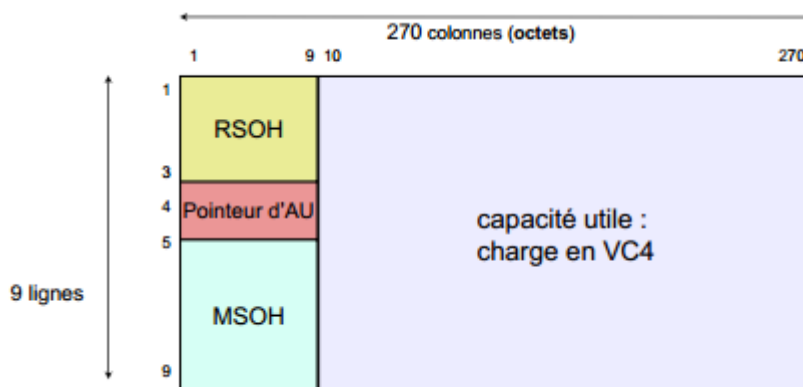 270 colonnes (octets)
1 9 10 270
1
RSOH
3
4 Pointeur d'AU
5
capacité utile :
charge en VC4
9 lignes
MSOH
9